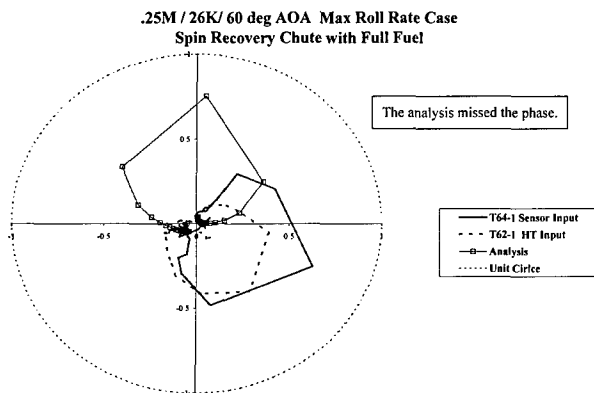 .25M / 26K/ 60 deg AOA Max Roll Rate Case
Spin Recovery Chute with Full Fuel
The analysis missed the phase.
1
0.5
-1
-0.5
0
0.5
1
-0.5
T64-1 Sensor Input
T62-1 HT Input
Analysis
Unit Cirlce